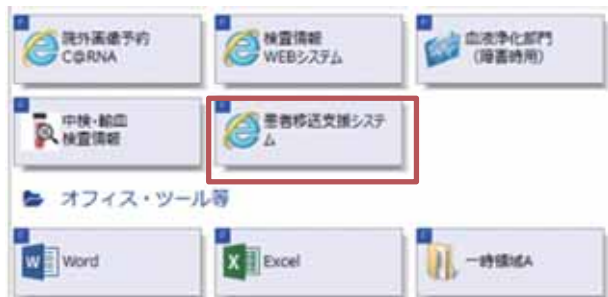 院外画像予約
C@RNA
検査情報
WEBシステム
血液浄化部門
(障害時用)
中検・輸血
検査情報
患者移送支援システ
ム
オフィス・ツール等
Word
Excel
一時領域A